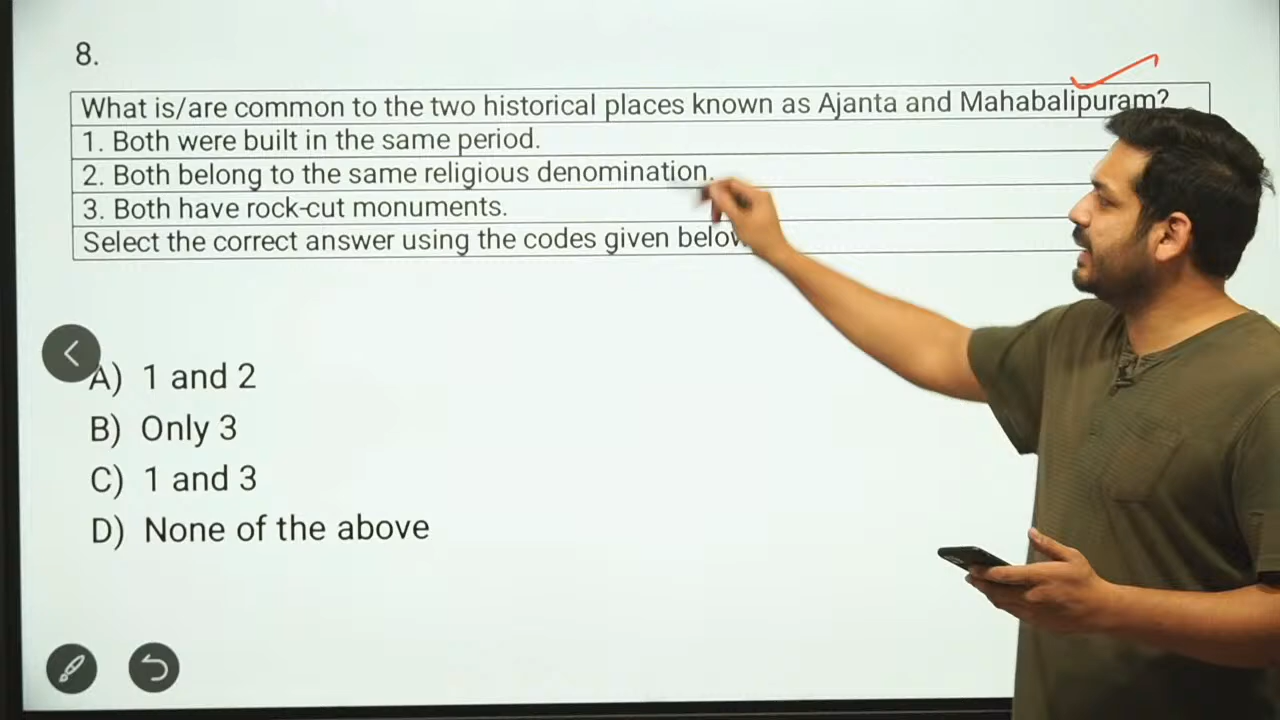 8.
What is/are common to the two historical places known as Ajanta and Mahabalipuram?
1. Both were built in the same period.
2. Both belong to the same religious denomination.
3. Both have rock-cut monuments.
Select the correct answer using the codes given below
A) 1 and 2
B) Only 3
C) 1 and 3
D) None of the above